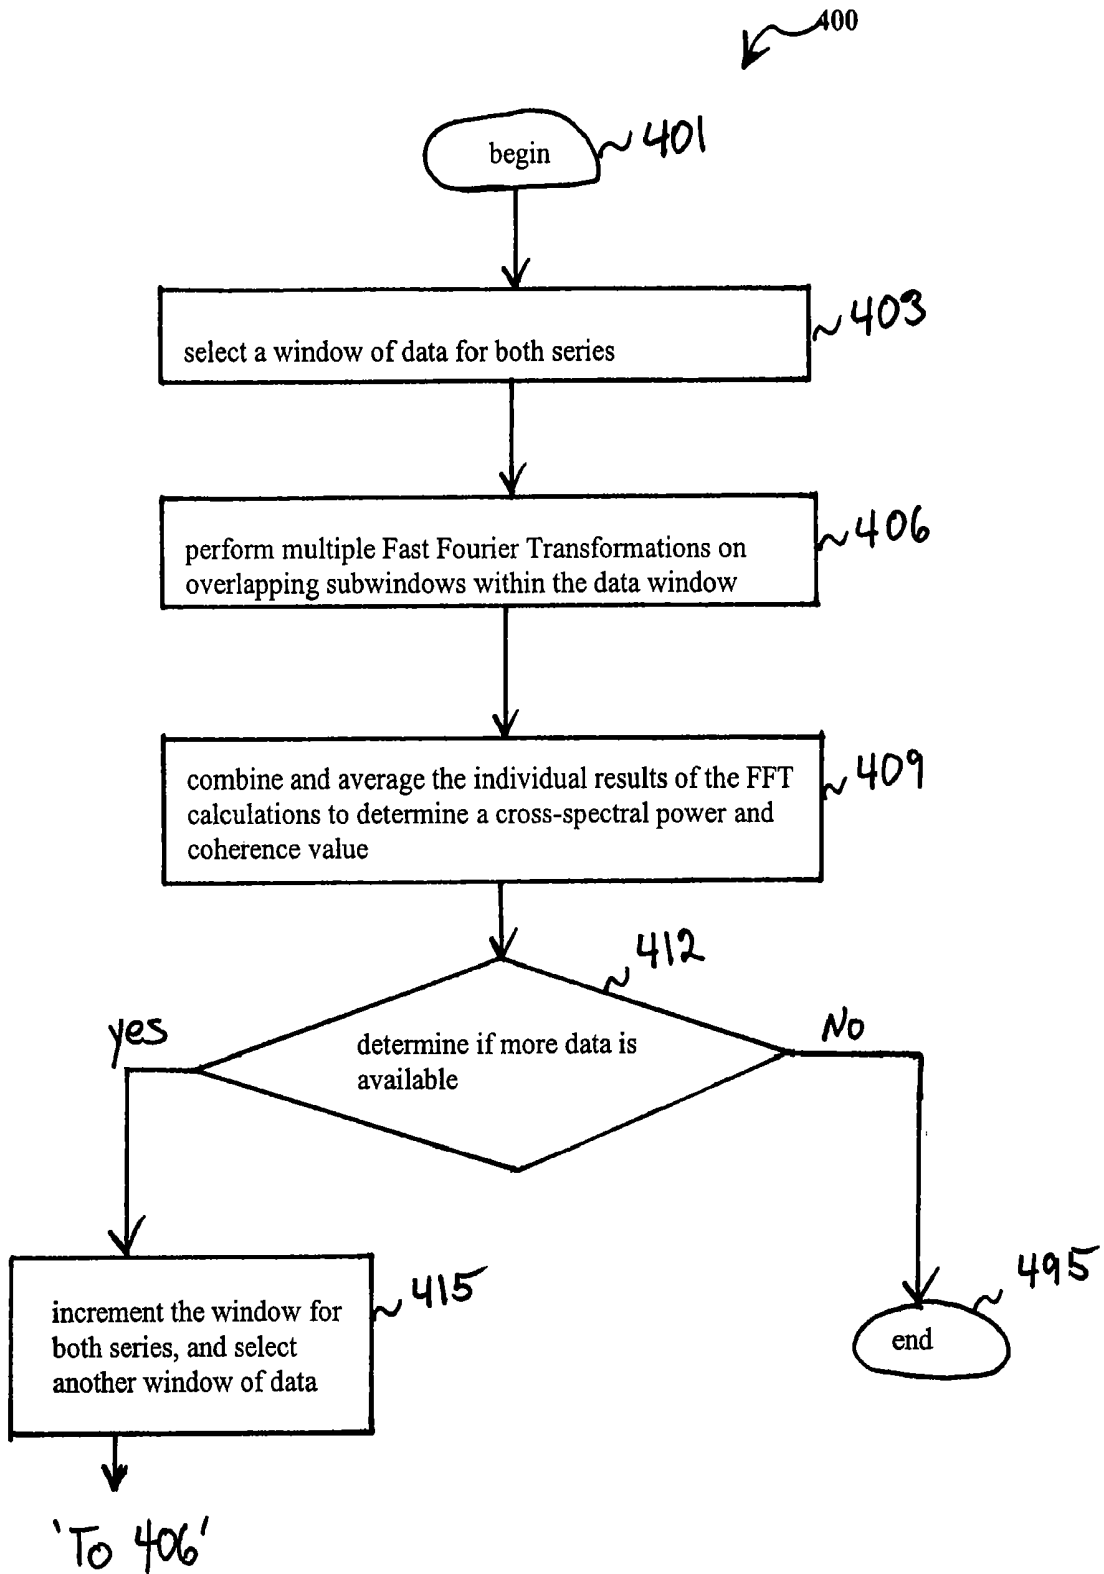 400
begin
401
select a window of data for both series
403
perform multiple Fast Fourier Transformations on
overlapping subwindows within the data window
406
combine and average the individual results of the FFT
calculations to determine a cross-spectral power and
coherence value
409
412
determine if more data is
available
yes
No
increment the window for
both series, and select
another window of data
415
end
495
'To 406'